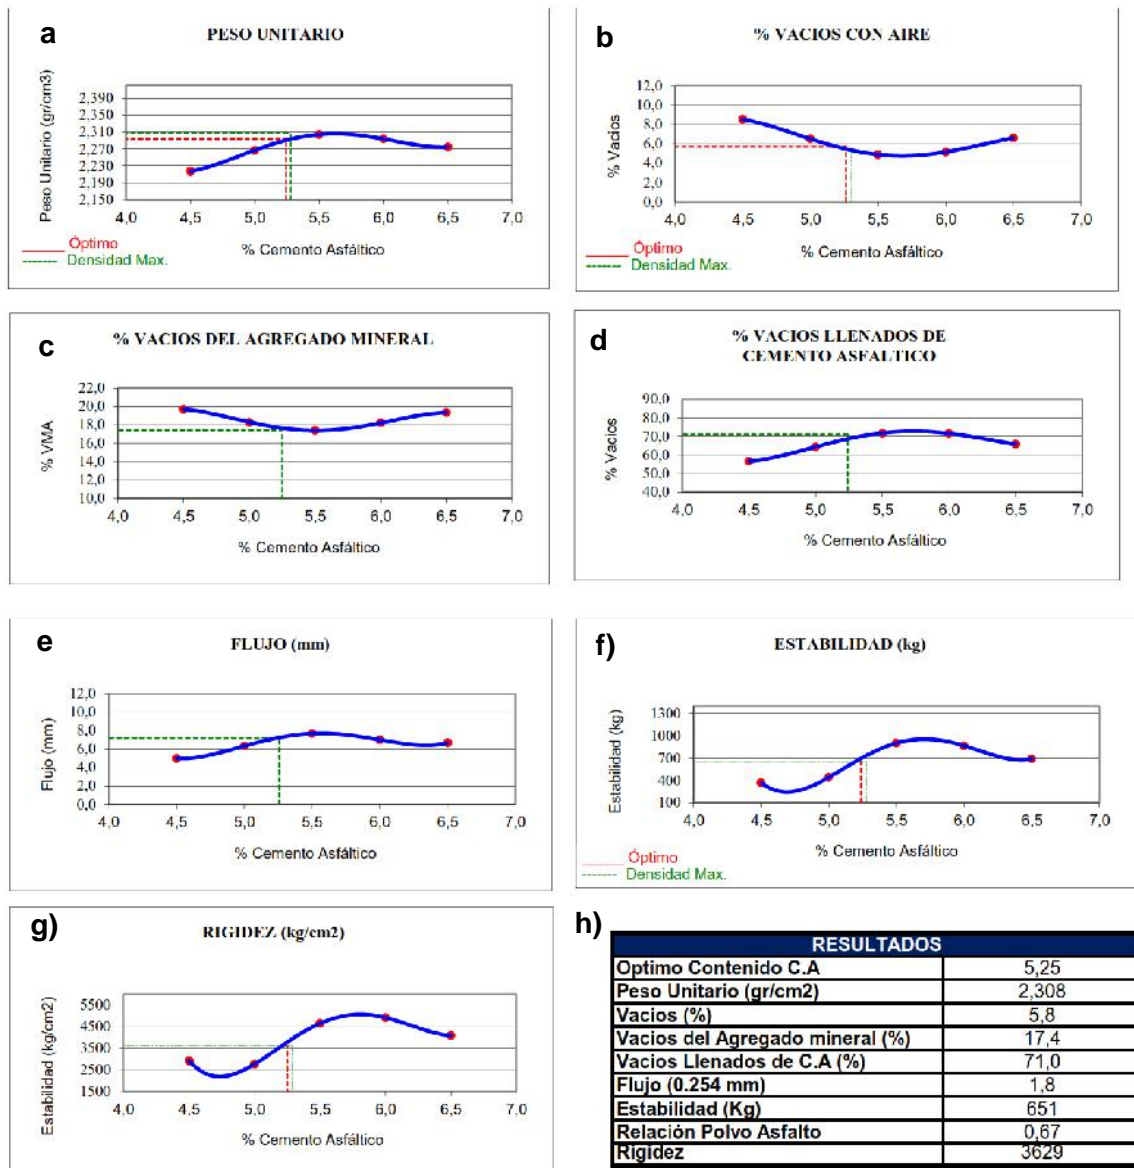 a
PESO UNITARIO
Peso Unitario (gr/cm3)
2,390
2,350
2,310
2,270
2,230
2,190
2,150
4,0 4,5 5,0 5,5 6,0 6,5 7,0
% Cemento Asfáltico
Óptimo
Densidad Max.
b
% VACIOS CON AIRE
% Vacios
12,0
10,0
8,0
6,0
4,0
2,0
0,0
4,0 4,5 5,0 5,5 6,0 6,5 7,0
% Cemento Asfáltico
Óptimo
Densidad Max.
c
% VACIOS DEL AGREGADO MINERAL
% VMA
22,0
20,0
18,0
16,0
14,0
12,0
10,0
4,0 4,5 5,0 5,5 6,0 6,5 7,0
% Cemento Asfáltico
d
% VACIOS LLENADOS DE
CEMENTO ASFALTICO
% Vacios
90,0
80,0
70,0
60,0
50,0
40,0
4,0 4,5 5,0 5,5 6,0 6,5 7,0
% Cemento Asfáltico
e
FLUJO (mm)
Flujo (mm)
12,0
10,0
8,0
6,0
4,0
2,0
0,0
4,0 4,5 5,0 5,5 6,0 6,5 7,0
% Cemento Asfáltico
f)
ESTABILIDAD (kg)
Estabilidad (kg)
1300
1000
700
400
100
4,0 4,5 5,0 5,5 6,0 6,5 7,0
% Cemento Asfáltico
Óptimo
Densidad Max.
g)
RIGIDEZ (kg/cm2)
Estabilidad (kg/cm2)
5500
4500
3500
2500
1500
4,0 4,5 5,0 5,5 6,0 6,5 7,0
% Cemento Asfáltico
h)
RESULTADOS
Optimo Contenido C.A 5,25
Peso Unitario (gr/cm2) 2,308
Vacios (%) 5,8
Vacios del Agregado mineral (%) 17,4
Vacios Llenados de C.A (%) 71,0
Flujo (0.254 mm) 1,8
Estabilidad (Kg) 651
Relación Polvo Asfalto 0,67
Rigidez 3629